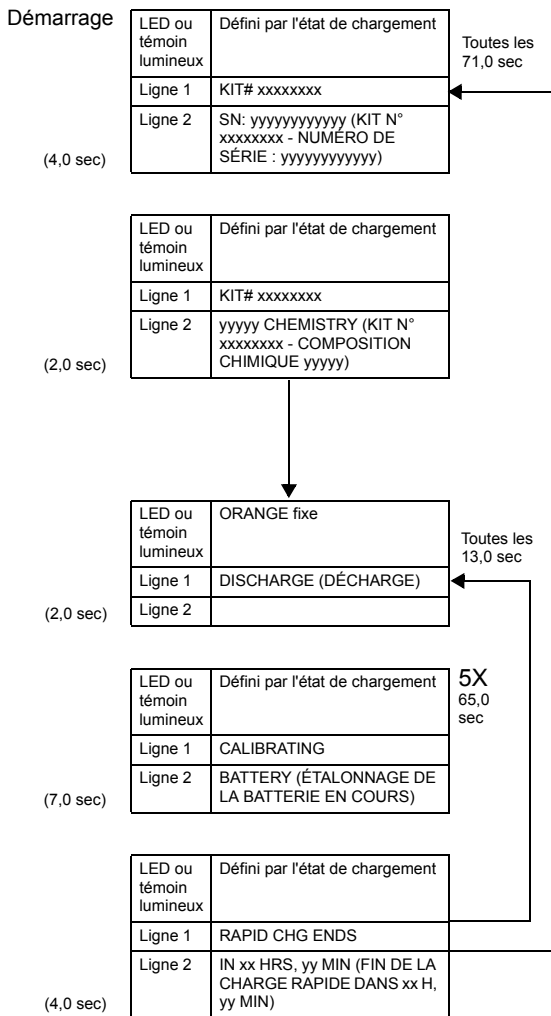 Démarrage
LED ou
témoin
lumineux
Défini par l'état de chargement
Toutes les
71,0 sec
Ligne 1
KIT# xxxxxxxx
Ligne 2
SN: yyyyyyyyyyyy (KIT N°
xxxxxxxx - NUMÉRO DE
SÉRIE : yyyyyyyyyyyy)
(4,0 sec)
LED ou
témoin
lumineux
Défini par l'état de chargement
Ligne 1
KIT# xxxxxxxx
Ligne 2
yyyyy CHEMISTRY (KIT N°
xxxxxxxx - COMPOSITION
CHIMIQUE yyyyy)
(2,0 sec)
LED ou
témoin
lumineux
ORANGE fixe
Toutes les
13,0 sec
Ligne 1
DISCHARGE (DÉCHARGE)
Ligne 2
(2,0 sec)
LED ou
témoin
lumineux
Défini par l'état de chargement
5X
65,0
sec
Ligne 1
CALIBRATING
Ligne 2
BATTERY (ÉTALONNAGE DE
LA BATTERIE EN COURS)
(7,0 sec)
LED ou
témoin
lumineux
Défini par l'état de chargement
Ligne 1
RAPID CHG ENDS
Ligne 2
IN xx HRS, yy MIN (FIN DE LA
CHARGE RAPIDE DANS xx H,
yy MIN)
(4,0 sec)